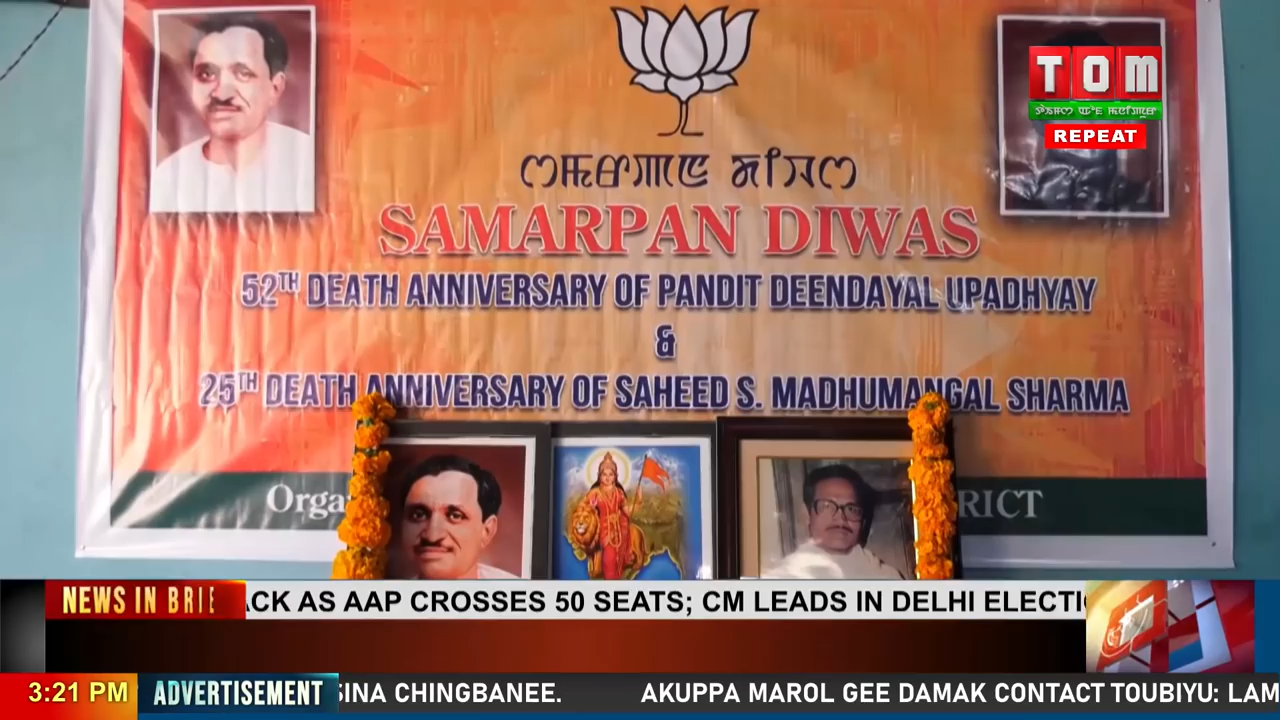 TOM
REPEAT
SAMARPAN DIWAS
52TH DEATH ANNIVERSARY OF PANDIT DEENDAYAL UPADHYAY
&
25TH DEATH ANNIVERSARY OF SAHEED S. MADHUMANGAL SHARMA
Orga RICT
NEWS IN BRIE ACK AS AAP CROSSES 50 SEATS; CM LEADS IN DELHI ELECTI
3:21 PM ADVERTISEMENT SINA CHINGBANEE. AKUPPA MAROL GEE DAMAK CONTACT TOUBIYU: LAM